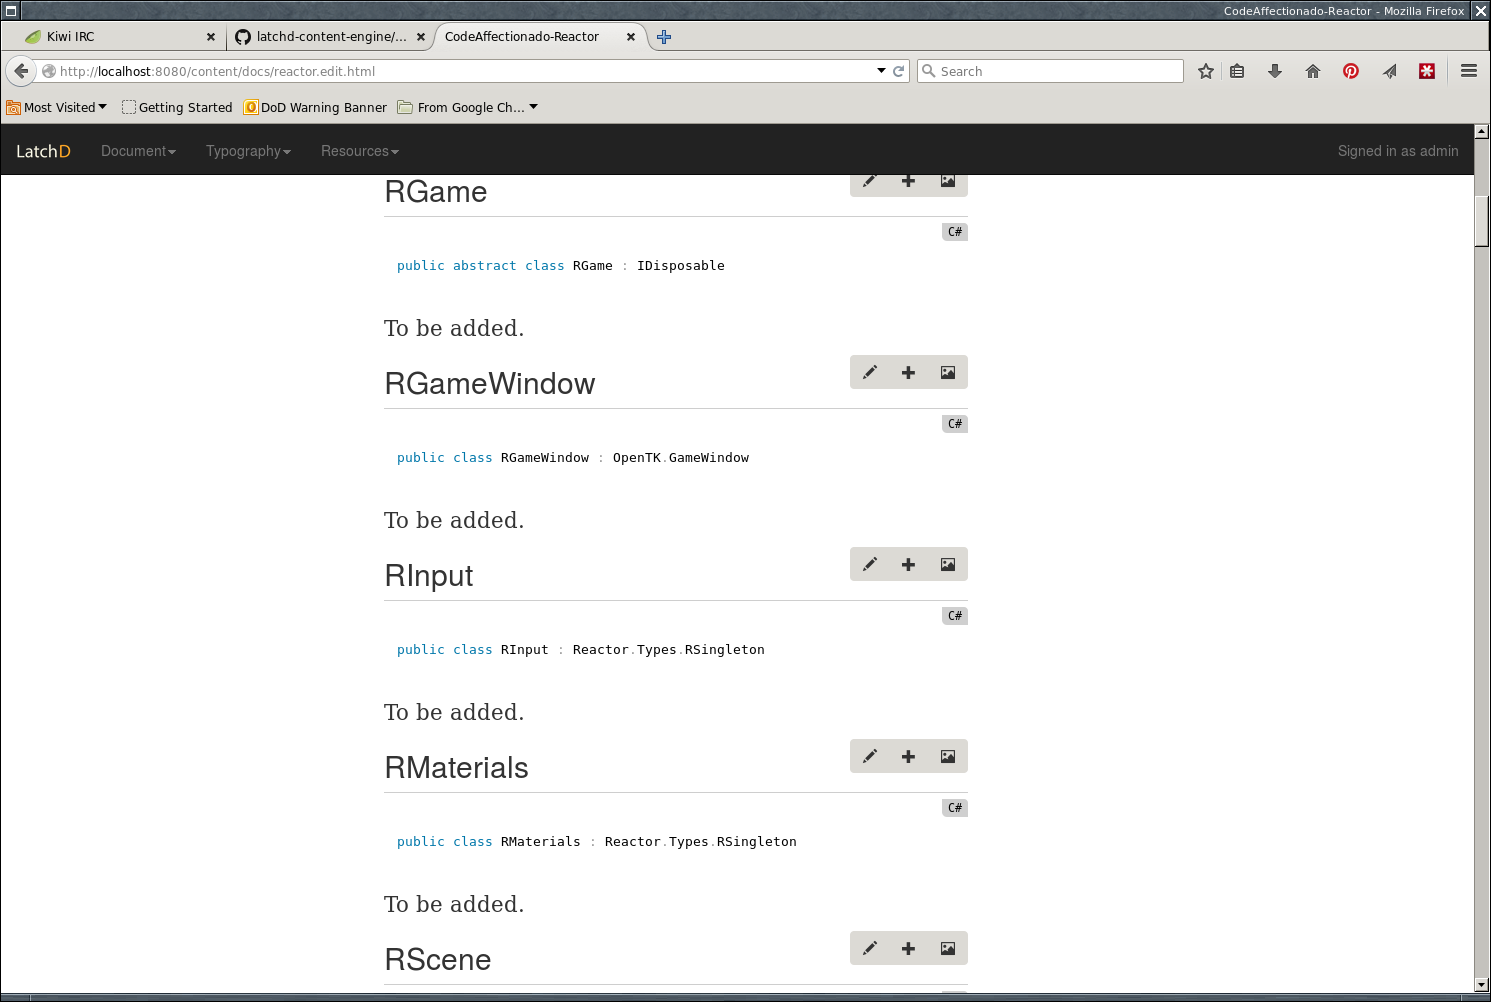 CodeAffectionado-Reactor - Mozilla Firefox
Kiwi IRC
latchd-content-engine/...
CodeAffectionado-Reactor
http://localhost:8080/content/docs/reactor.edit.html
Search
Most Visited
Getting Started
DoD Warning Banner
From Google Ch...
LatchD
Document
Typography
Resources
Signed in as admin
RGame
C#
public abstract class RGame : IDisposable
To be added.
RGameWindow
C#
public class RGameWindow : OpenTK.GameWindow
To be added.
RInput
C#
public class RInput : Reactor.Types.RSingleton
To be added.
RMaterials
C#
public class RMaterials : Reactor.Types.RSingleton
To be added.
RScene